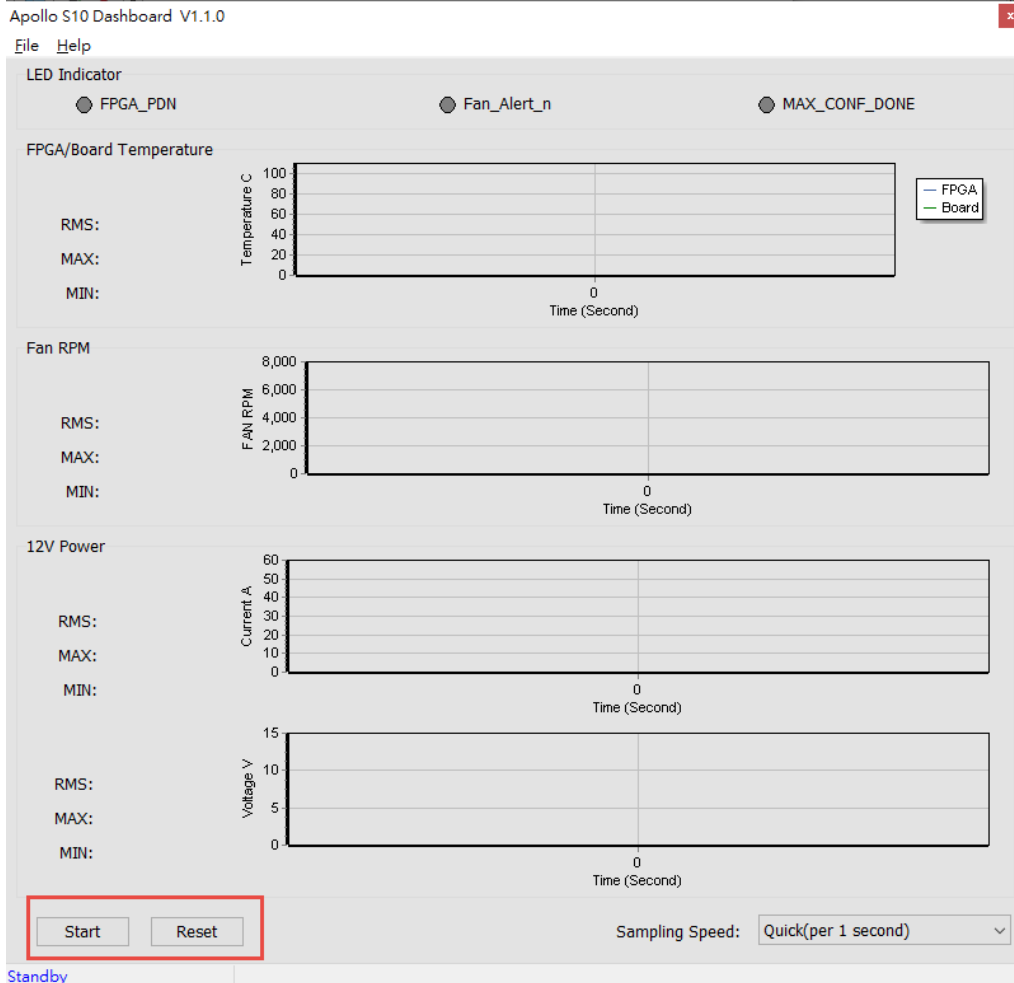 Apollo S10 Dashboard V1.1.0
x
File Help
LED Indicator
FPGA_PDN Fan_Alert_n MAX_CONF_DONE
FPGA/Board Temperature
RMS:
MAX:
MIN:
Temperature C
100
80
60
40
20
0
0
Time (Second)
FPGA
Board
Fan RPM
RMS:
MAX:
MIN:
FAN RPM
8,000
6,000
4,000
2,000
0
0
Time (Second)
12V Power
RMS:
MAX:
MIN:
Current A
60
50
40
30
20
10
0
0
Time (Second)
RMS:
MAX:
MIN:
Voltage V
15
10
5
0
0
Time (Second)
Start Reset Sampling Speed: Quick(per 1 second)
Standby